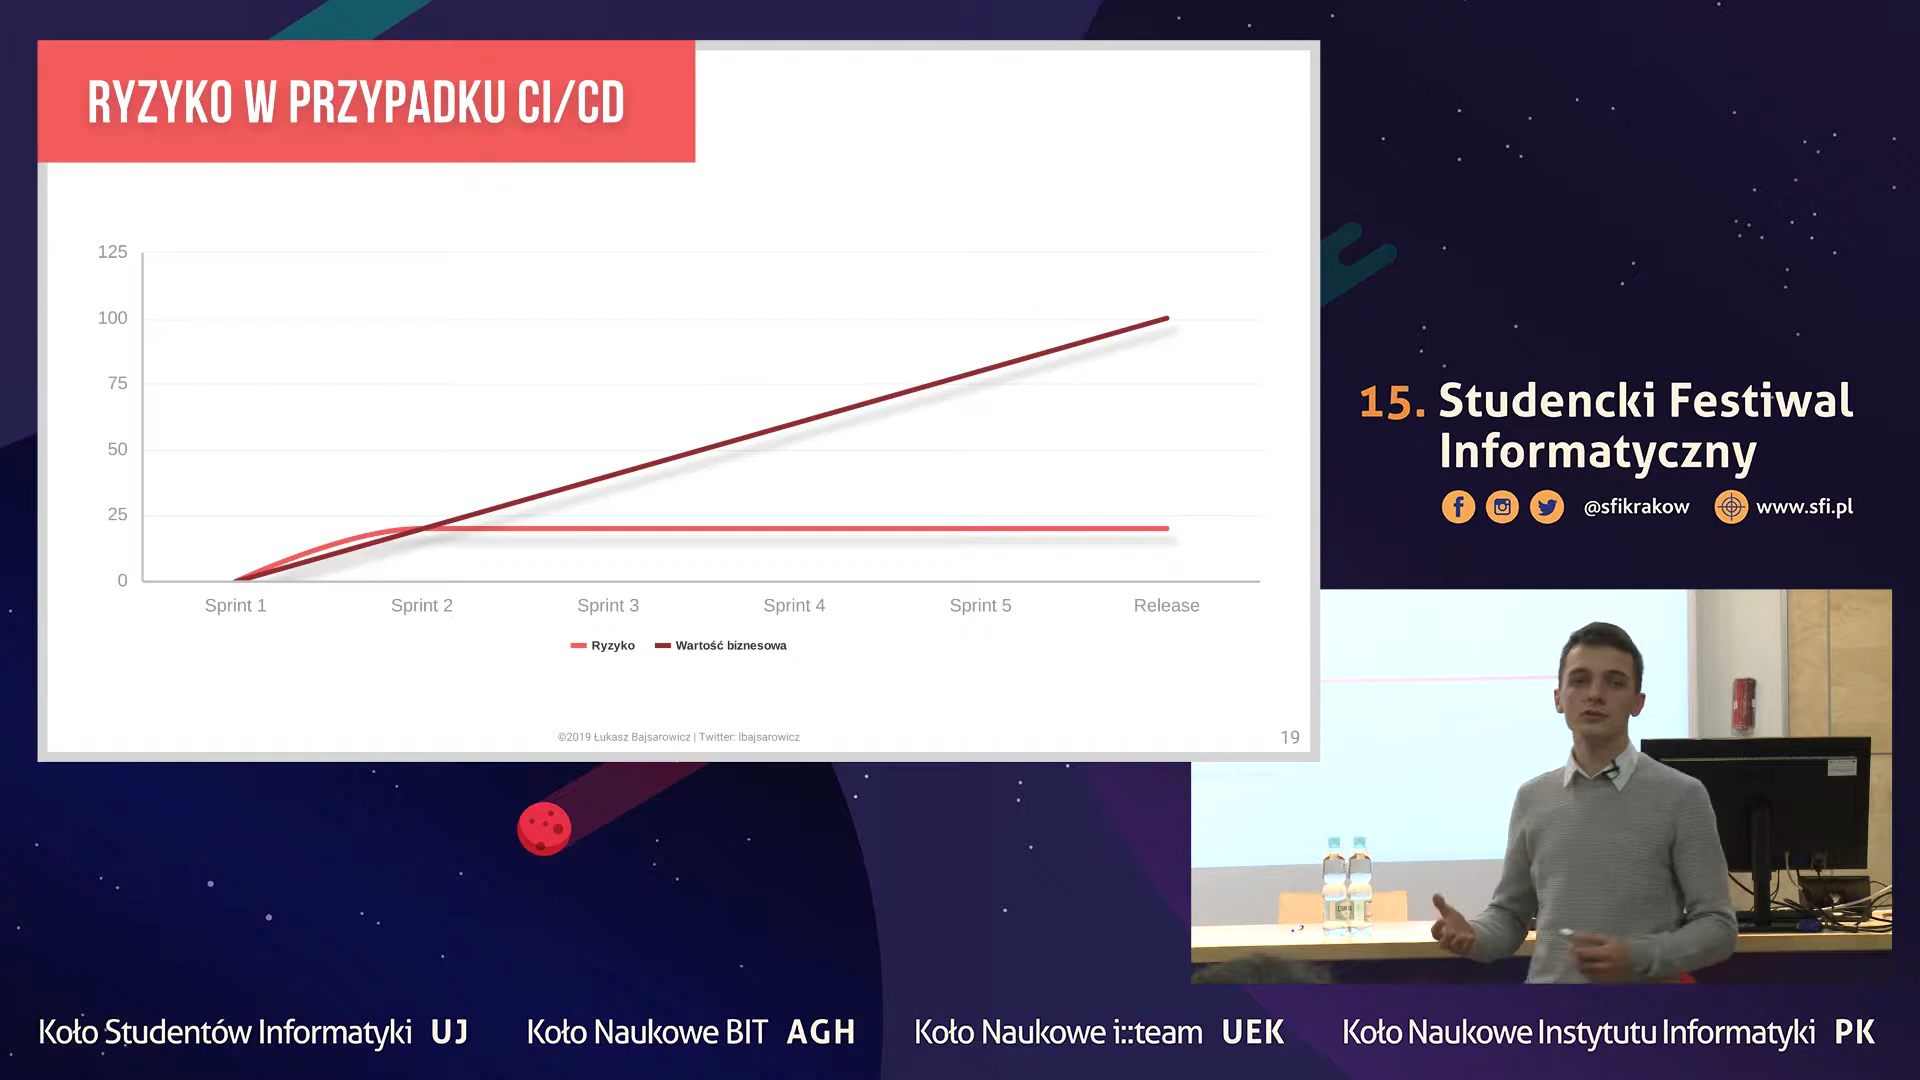 RYZYKO W PRZYPADKU CI/CD
125
100
75
50
25
0
Sprint 1 Sprint 2 Sprint 3 Sprint 4 Sprint 5 Release
Ryzyko Wartość biznesowa
©2019 Łukasz Bajsarowicz | Twitter: lbajsarowicz
19
15. Studencki Festiwal
Informatyczny
@sfikrakow www.sfi.pl
Koło Studentów Informatyki UJ Koło Naukowe BIT AGH Koło Naukowe i::team UEK Koło Naukowe Instytutu Informatyki PK